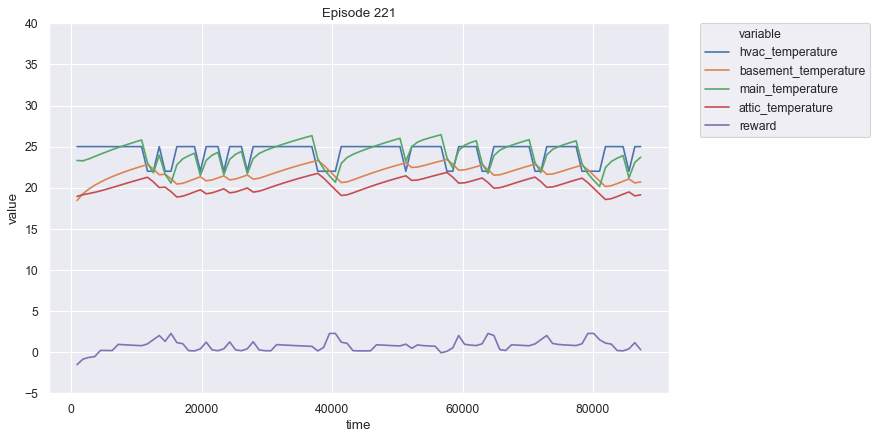 Episode 221
variable
hvac_temperature
basement_temperature
main_temperature
attic_temperature
reward
value
40
35
30
25
20
15
10
5
0
−5
0 20000 40000 60000 80000
time